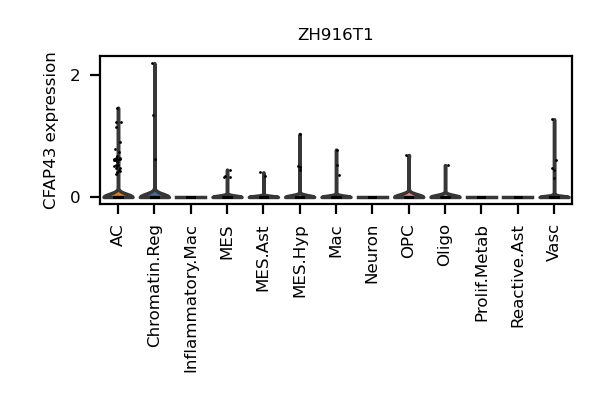 ZH916T1
CFAP43 expression
2
0
AC
Chromatin.Reg
Inflammatory.Mac
MES
MES.Ast
MES.Hyp
Mac
Neuron
OPC
Oligo
Prolif.Metab
Reactive.Ast
Vasc